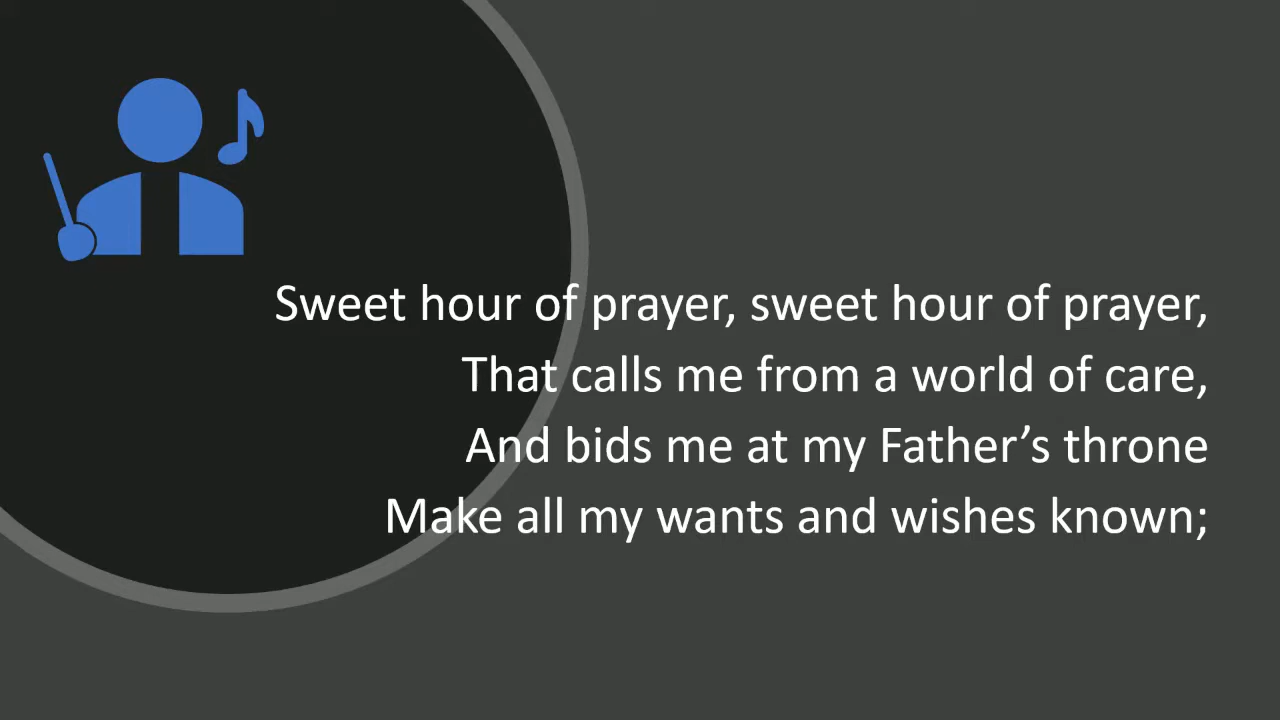 Sweet hour of prayer, sweet hour of prayer,
That calls me from a world of care,
And bids me at my Father’s throne
Make all my wants and wishes known;